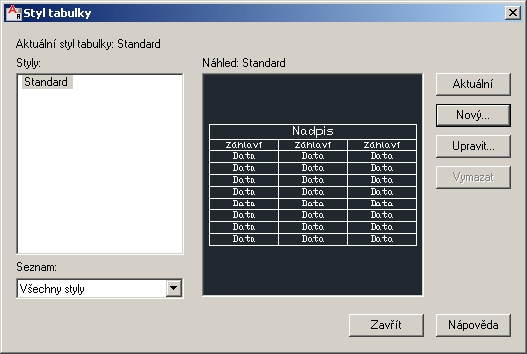 Styl tabulky
Aktuální styl tabulky: Standard
Styly:
Standard
Náhled: Standard
Nadpis
Záhlaví Záhlaví Záhlaví
Data Data Data
Data Data Data
Data Data Data
Data Data Data
Data Data Data
Data Data Data
Data Data Data
Data Data Data
Aktuální
Nový...
Upravit...
Vymazat
Seznam:
Všechny styly
Zavřít
Nápověda